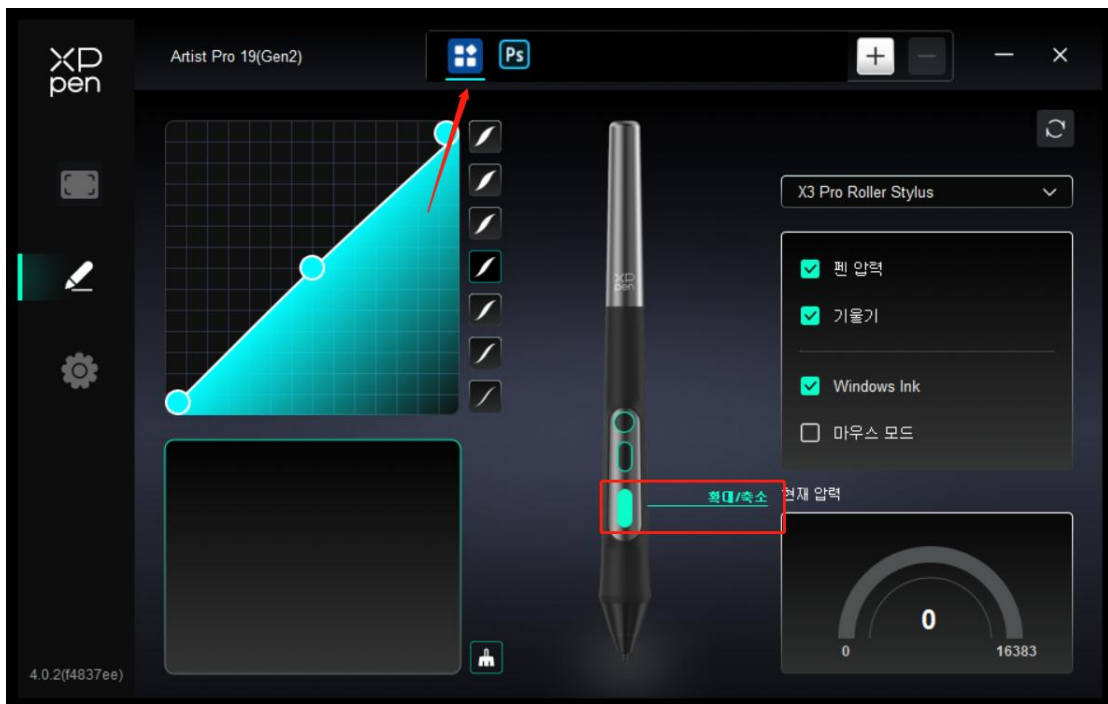 XP
pen
Artist Pro 19(Gen2)
Ps
X3 Pro Roller Stylus
XP
pen
펜 압력
기울기
Windows Ink
마우스 모드
확대/축소
현재 압력
0
0
16383
4.0.2(f4837ee)